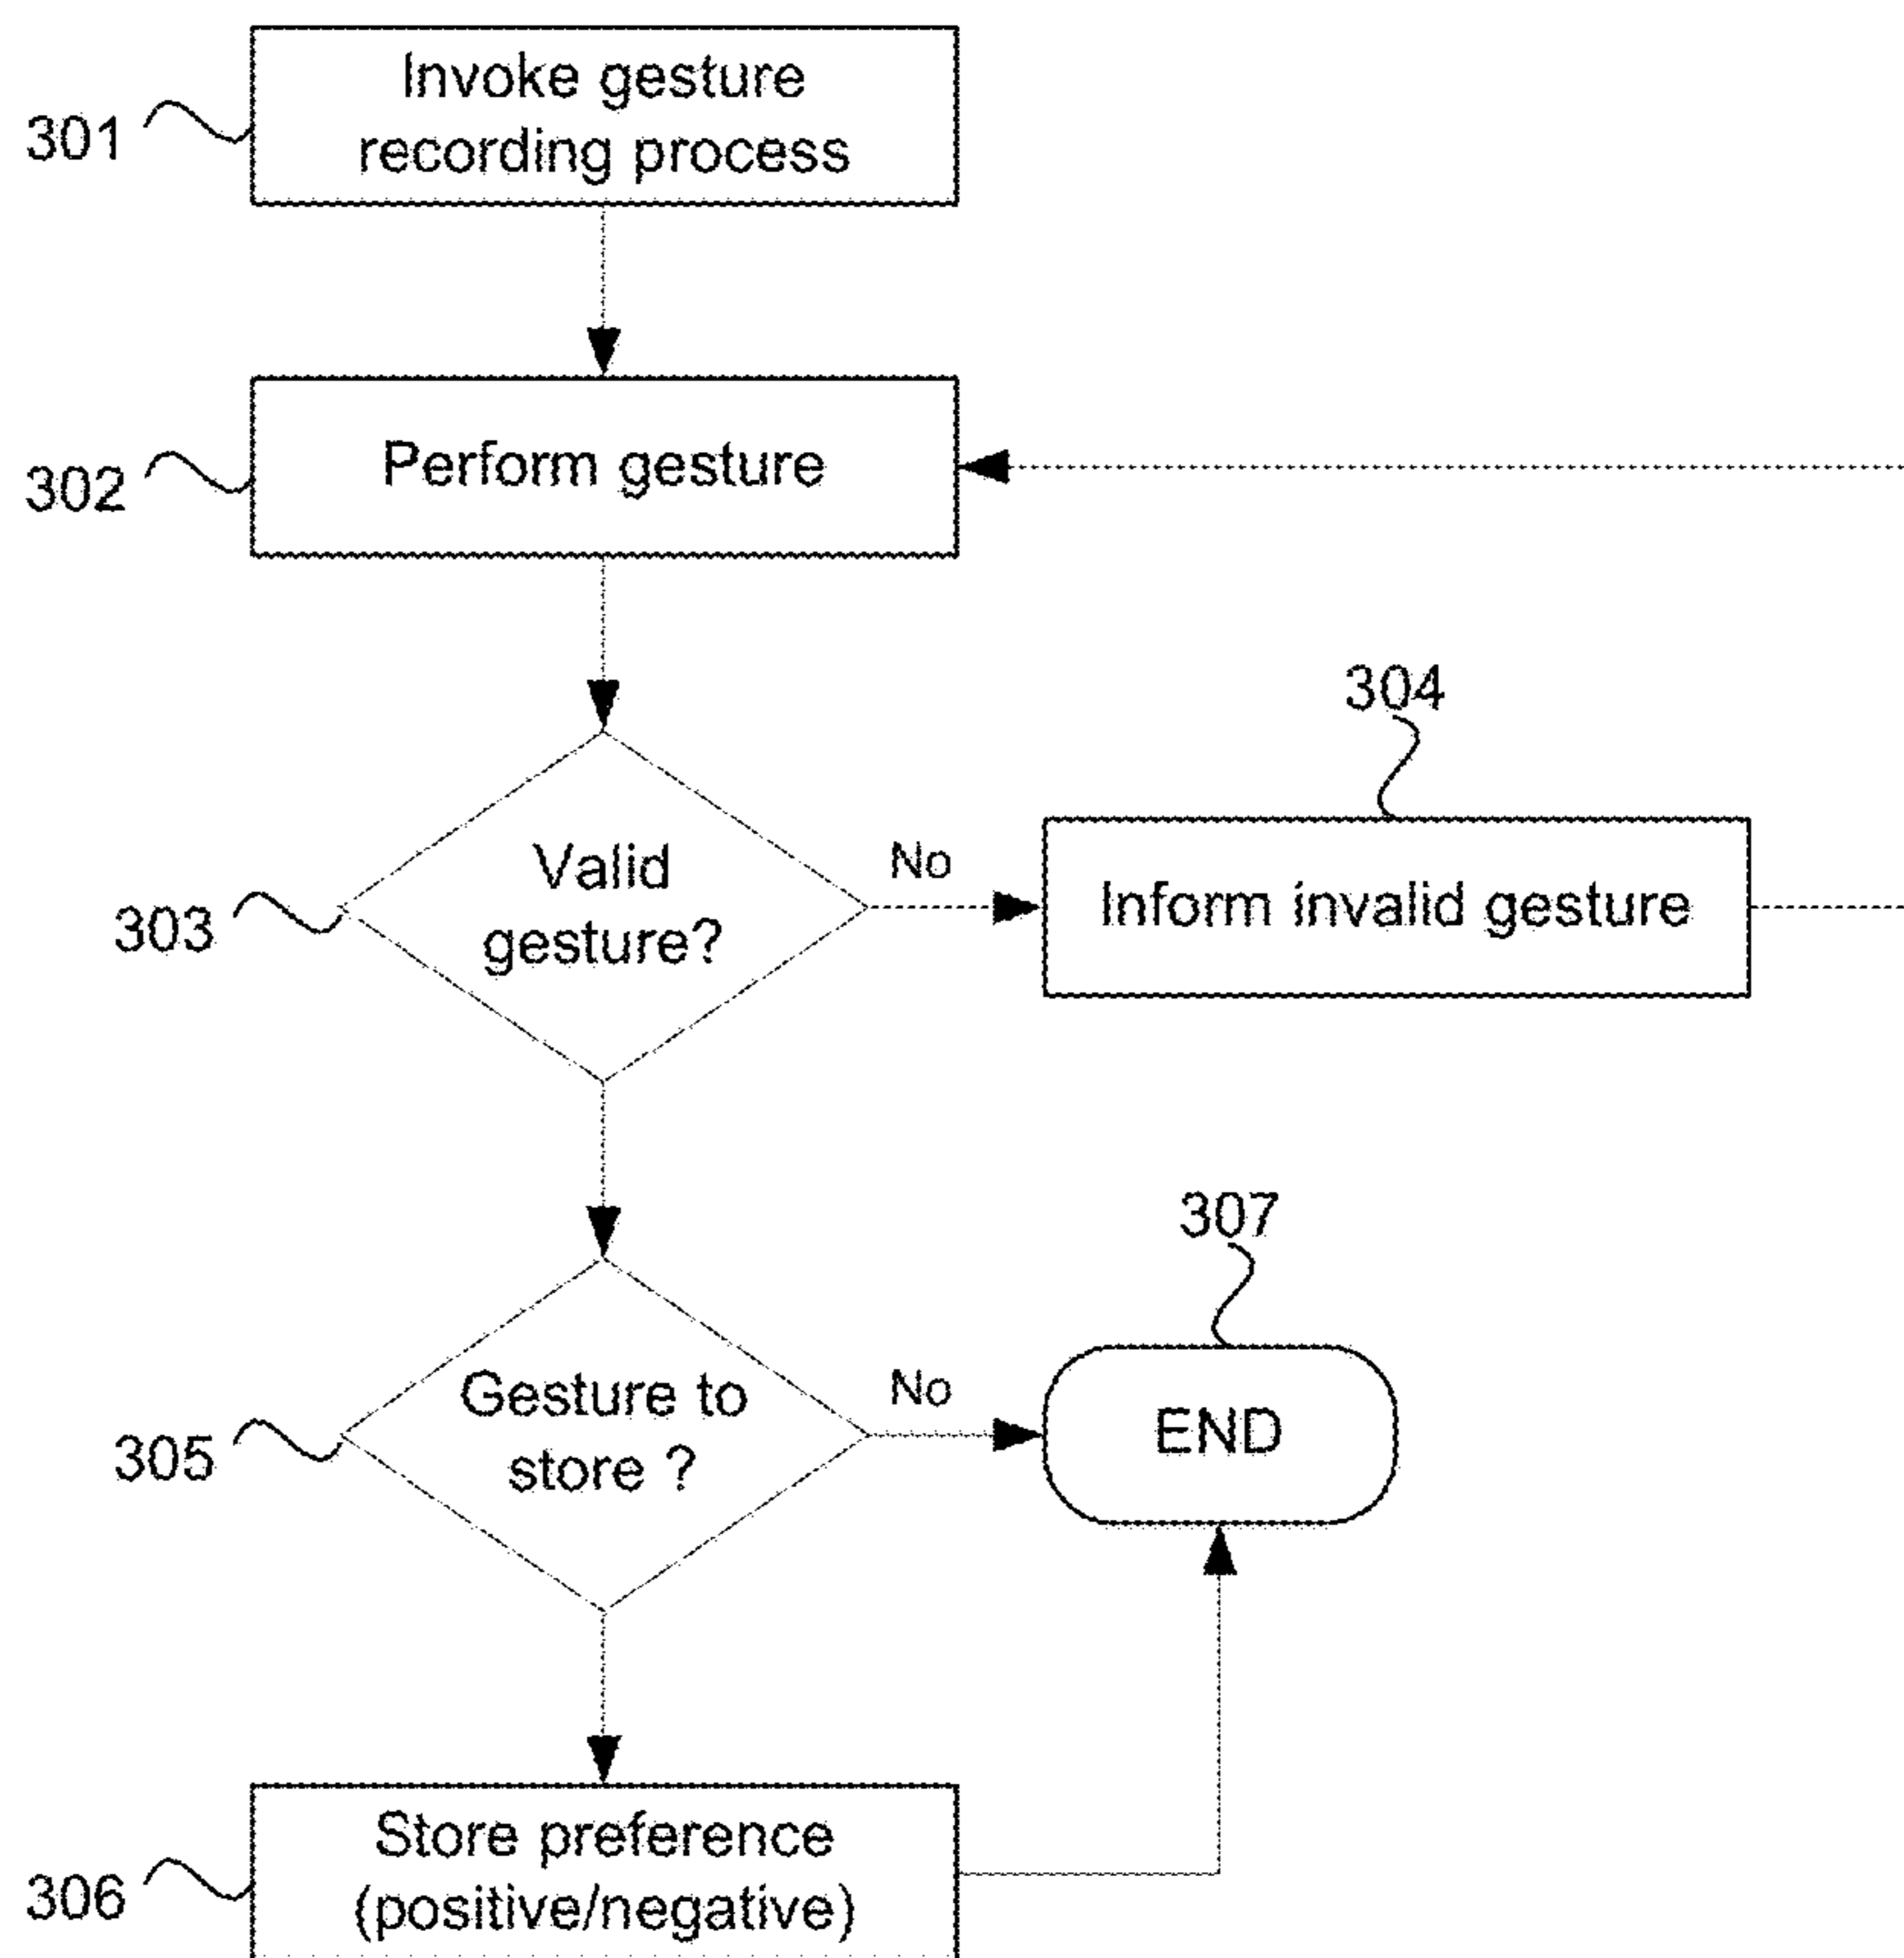 Invoke gesture
recording process
301
Perform gesture
302
304
Valid
gesture?
No
Inform invalid gesture
303
307
Gesture to
store ?
No
END
305
Store preference
(positive/negative)
306